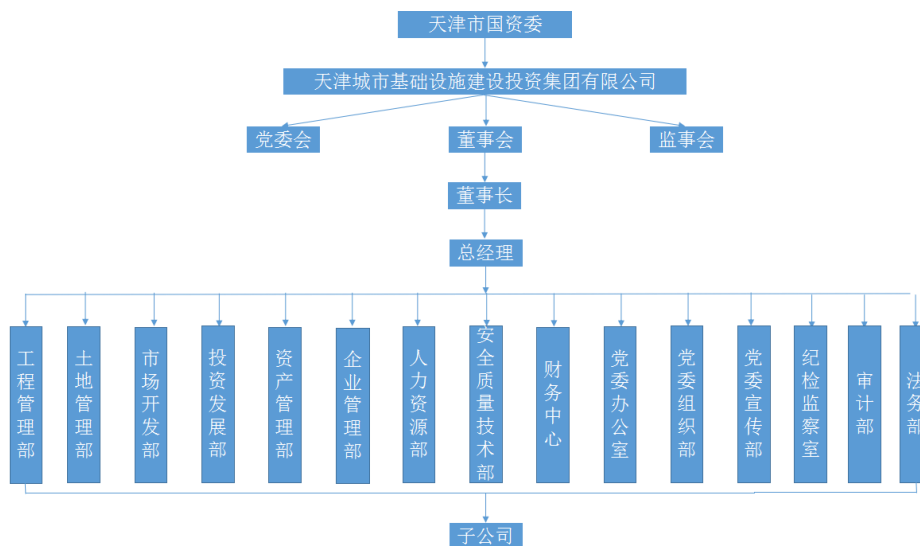 天津市国资委
天津城市基础设施建设投资集团有限公司
党委会
董事会
监事会
董事长
总经理
工程管理部
土地管理部
市场开发部
投资发展部
资产管理部
企业管理部
人力资源部
安全质量技术部
财务中心
党委办公室
党委组织部
党委宣传部
纪检监察室
审计部
法务部
子公司